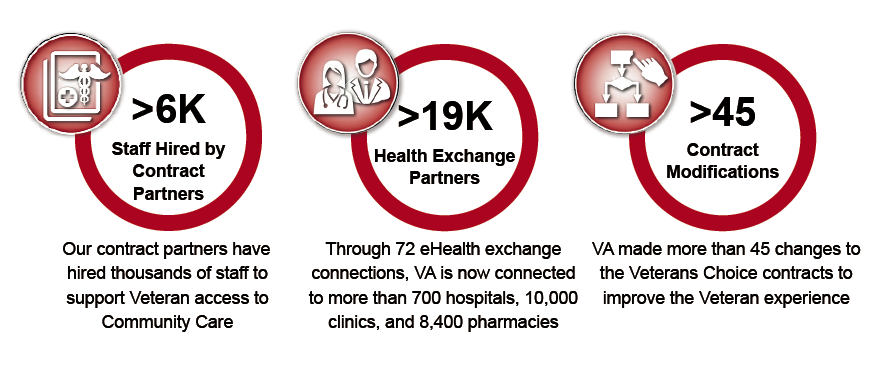 >6K
Staff Hired by
Contract
Partners
Our contract partners have
hired thousands of staff to
support Veteran access to
Community Care
>19K
Health Exchange
Partners
Through 72 eHealth exchange
connections, VA is now connected
to more than 700 hospitals, 10,000
clinics, and 8,400 pharmacies
>45
Contract
Modifications
VA made more than 45 changes to
the Veterans Choice contracts to
improve the Veteran experience